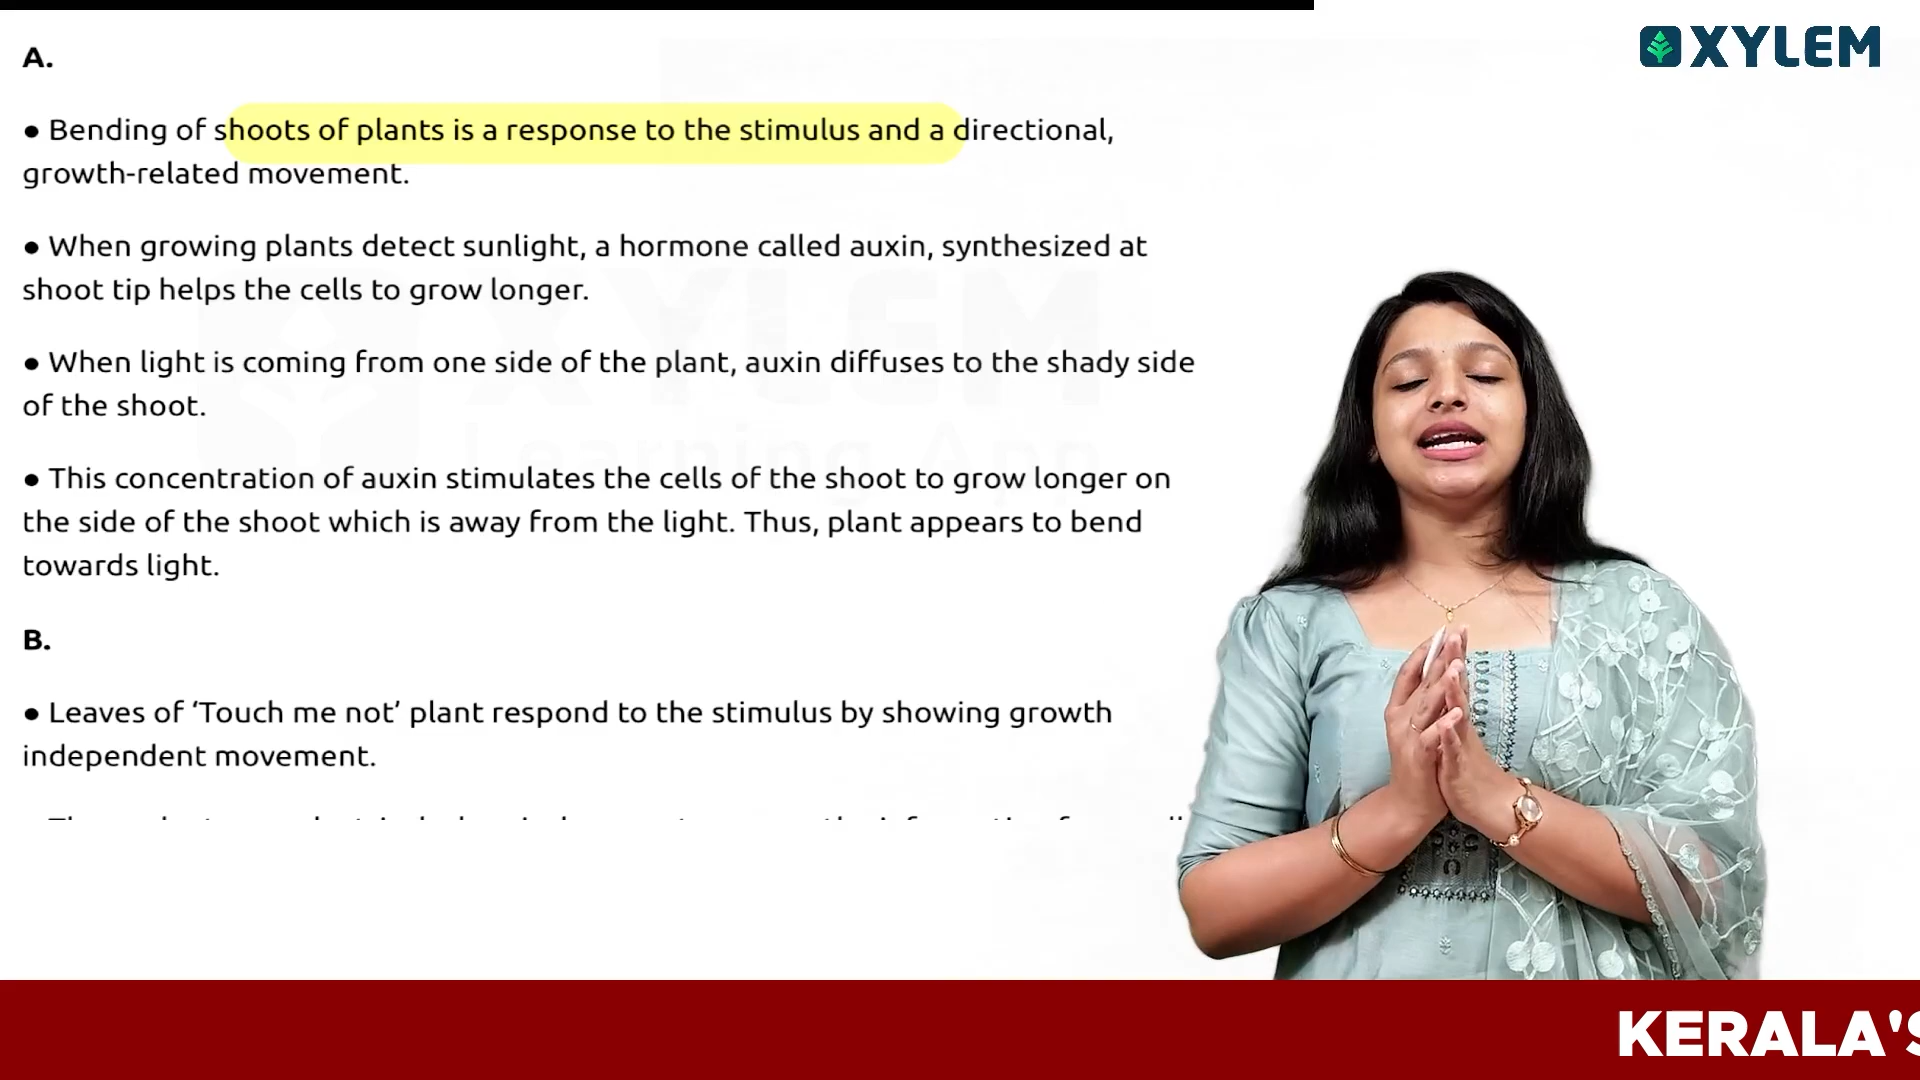 XYLEM
A.
● Bending of shoots of plants is a response to the stimulus and a directional,
growth-related movement.
● When growing plants detect sunlight, a hormone called auxin, synthesized at
shoot tip helps the cells to grow longer.
● When light is coming from one side of the plant, auxin diffuses to the shady side
of the shoot.
● This concentration of auxin stimulates the cells of the shoot to grow longer on
the side of the shoot which is away from the light. Thus, plant appears to bend
towards light.
B.
● Leaves of ‘Touch me not’ plant respond to the stimulus by showing growth
independent movement.
XYLEM
Learning App
KERALA'S